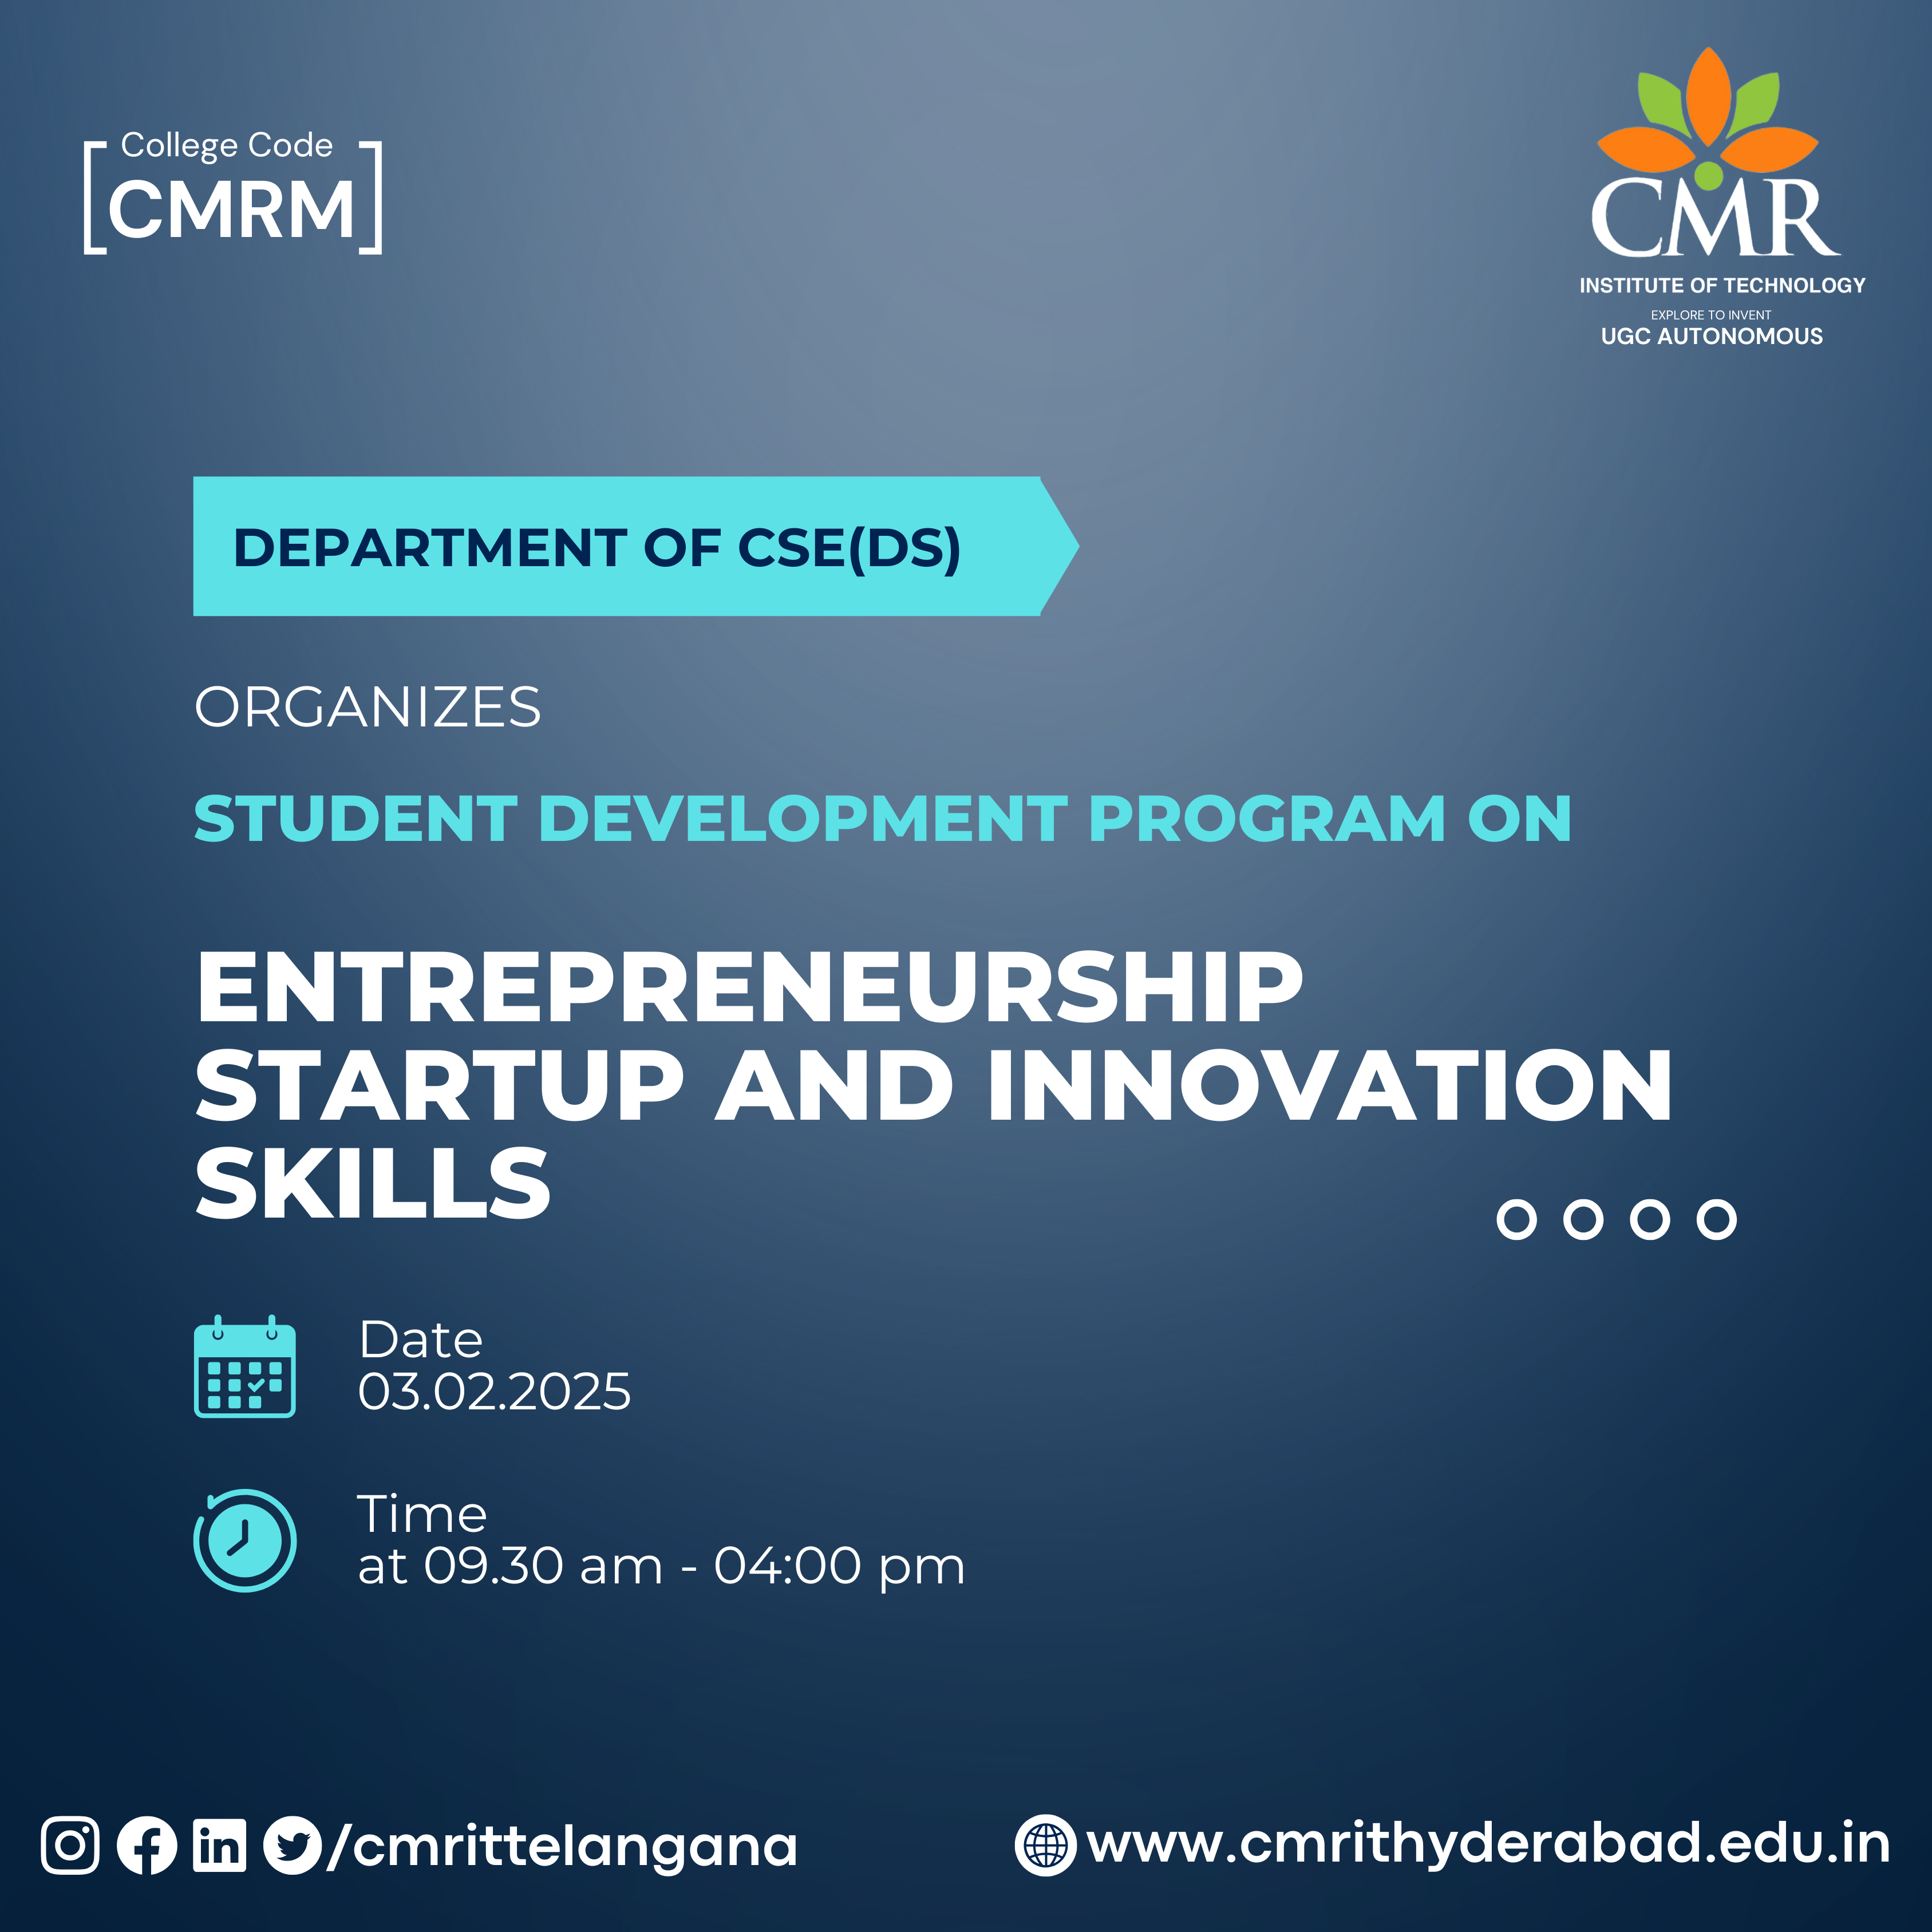 College Code
CMRM
CMR
INSTITUTE OF TECHNOLOGY
EXPLORE TO INVENT
UGC AUTONOMOUS
DEPARTMENT OF CSE(DS)
ORGANIZES
STUDENT DEVELOPMENT PROGRAM ON
ENTREPRENEURSHIP
STARTUP AND INNOVATION
SKILLS
Date
03.02.2025
Time
at 09.30 am - 04:00 pm
/cmrittelangana
www.cmrithyderabad.edu.in